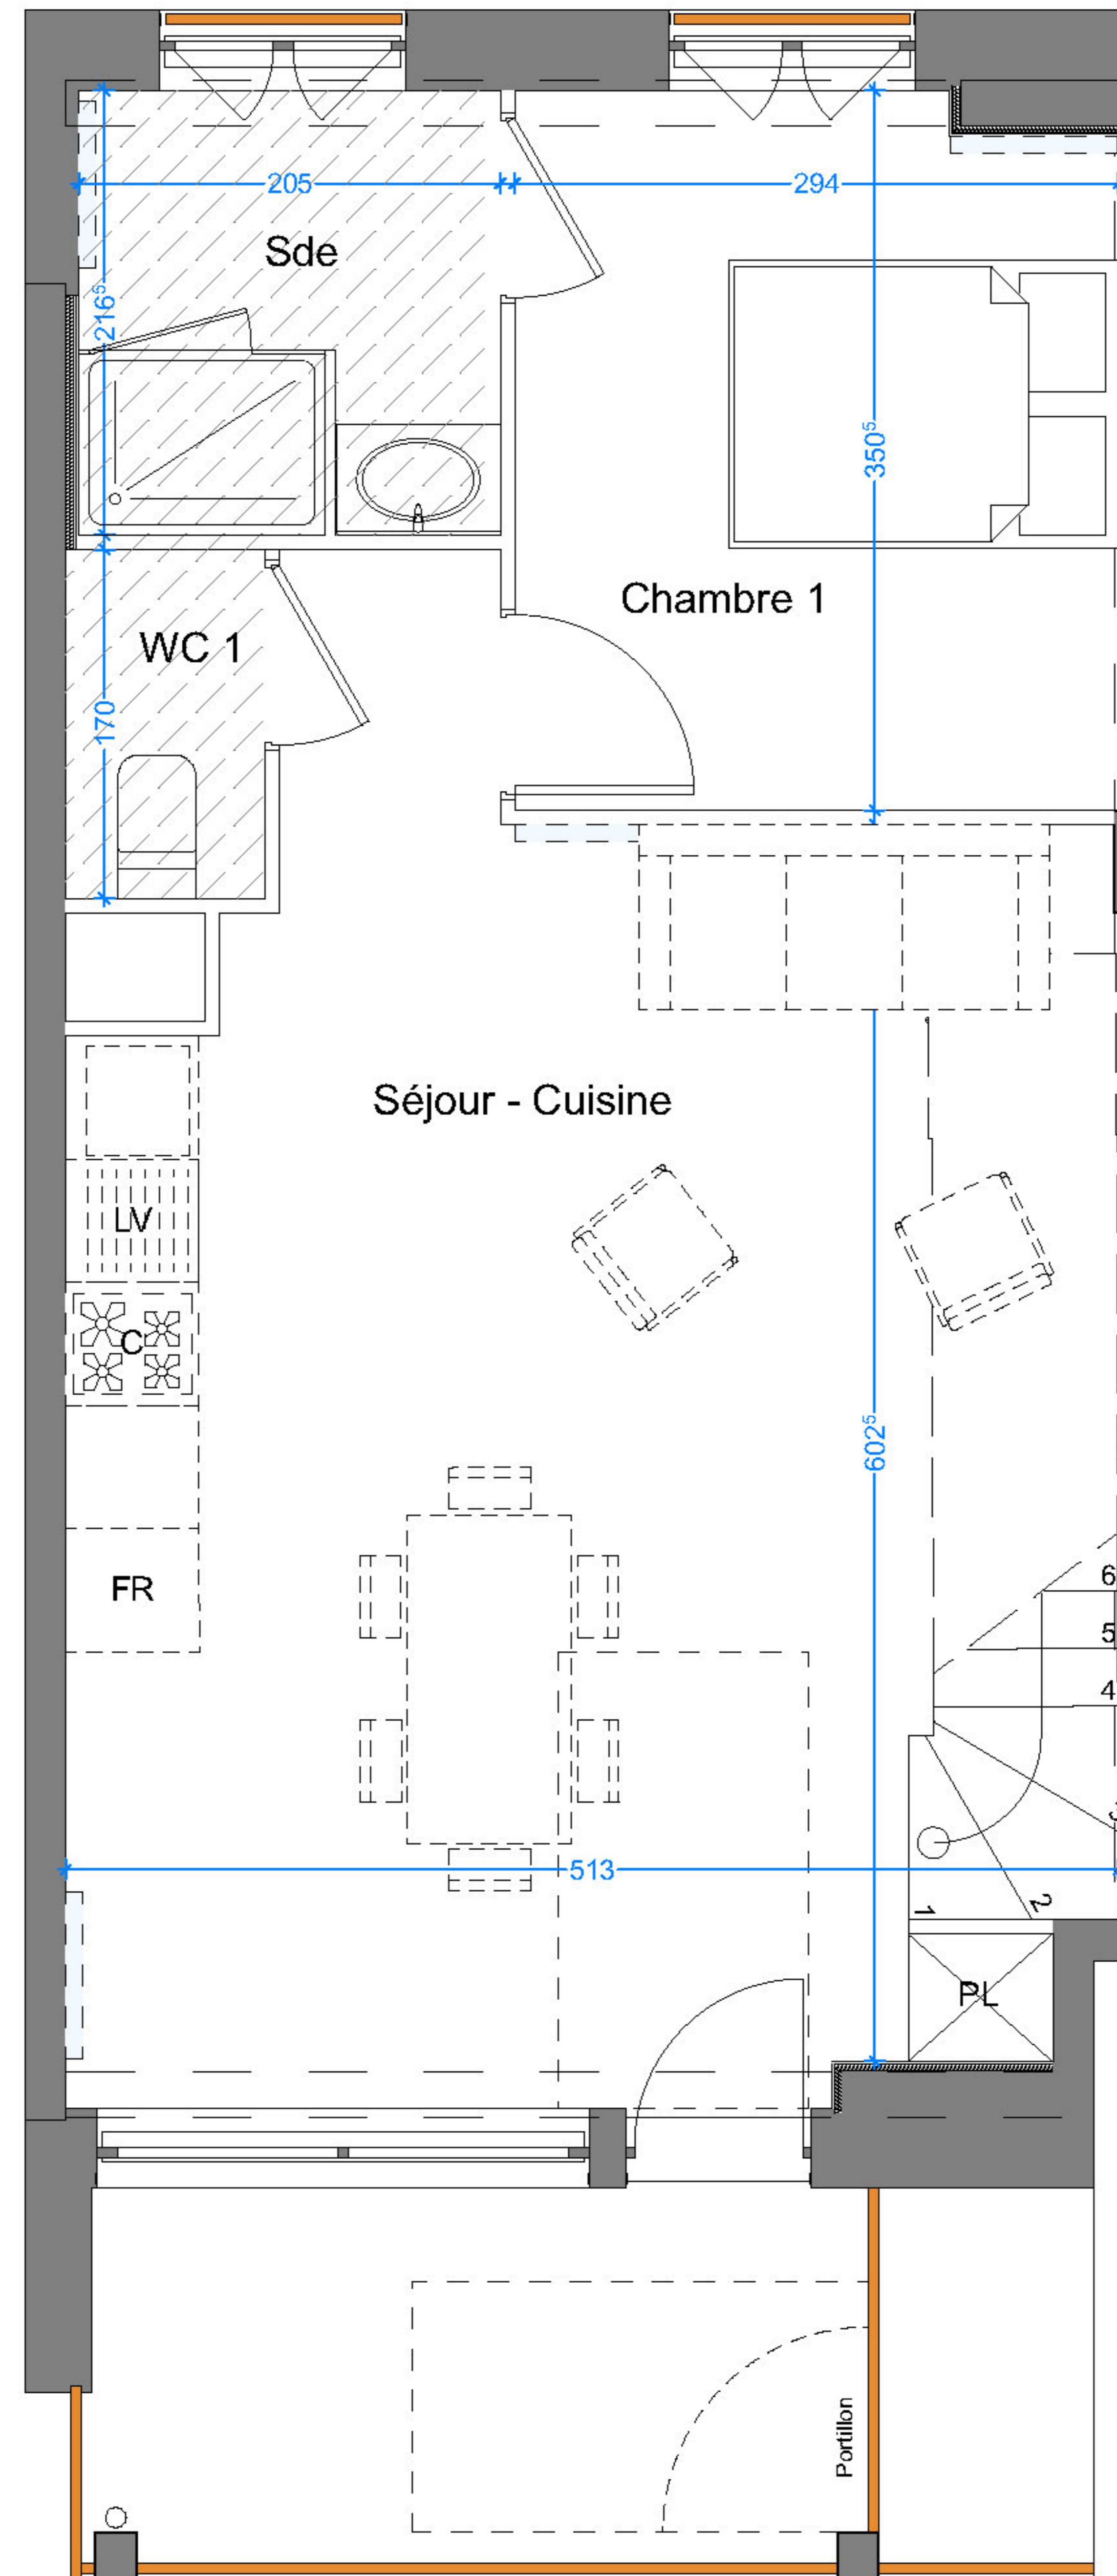 205
294
Sde
216⁵
350⁵
Chambre 1
WC 1
170
Séjour - Cuisine
LV
C
602⁵
FR
6
5
4
513
2
1
PL
Portillon